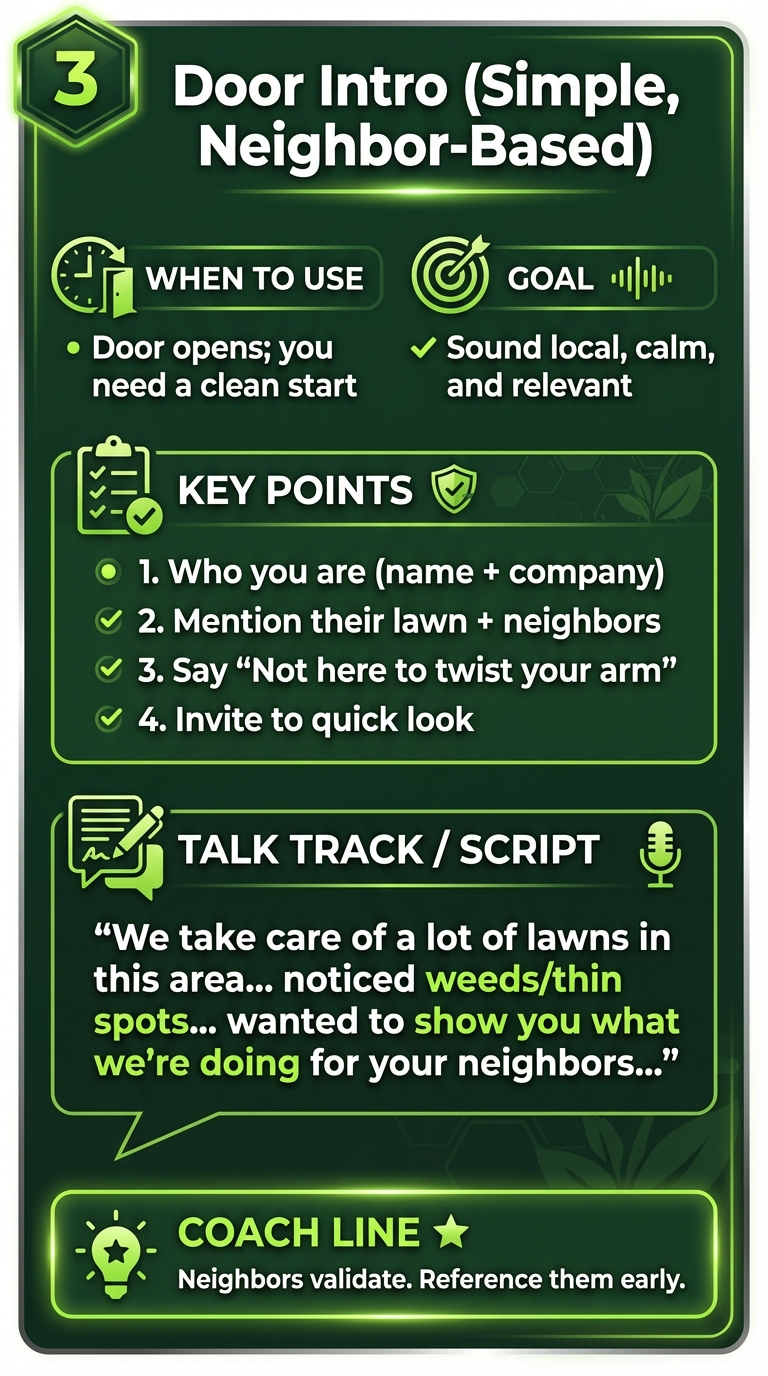 3
Door Intro (Simple,
Neighbor-Based)
WHEN TO USE
• Door opens; you
need a clean start
GOAL
Sound local, calm,
and relevant
KEY POINTS
1. Who you are (name + company)
2. Mention their lawn + neighbors
3. Say “Not here to twist your arm”
4. Invite to quick look
TALK TRACK / SCRIPT
“We take care of a lot of lawns in
this area... noticed weeds/thin
spots... wanted to show you what
we’re doing for your neighbors...”
COACH LINE
Neighbors validate. Reference them early.